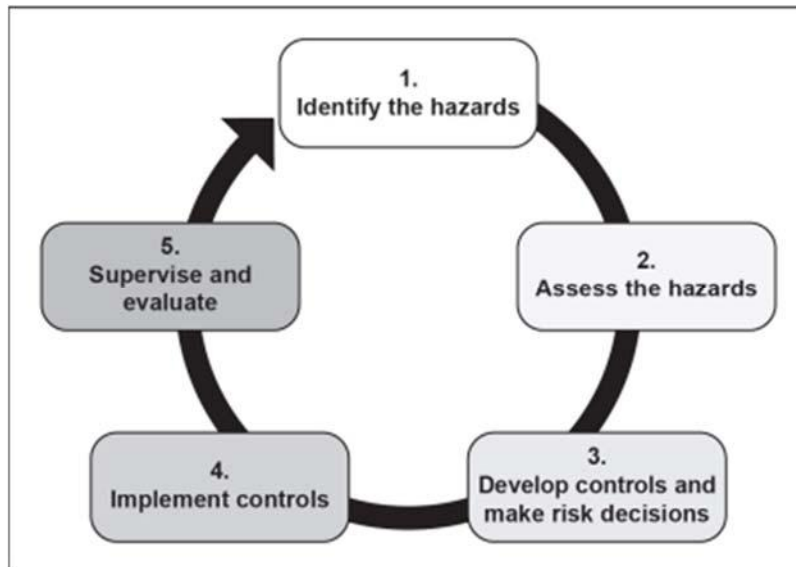 1.
Identify the hazards
2.
Assess the hazards
3.
Develop controls and
make risk decisions
4.
Implement controls
5.
Supervise and
evaluate